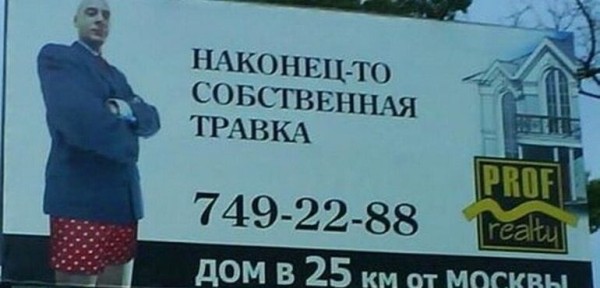 НАКОНЕЦ-ТО
СОБСТВЕННАЯ
ТРАВКА
749-22-88
PROF
realty
ДОМ В 25 КМ ОТ МОСКВЫ